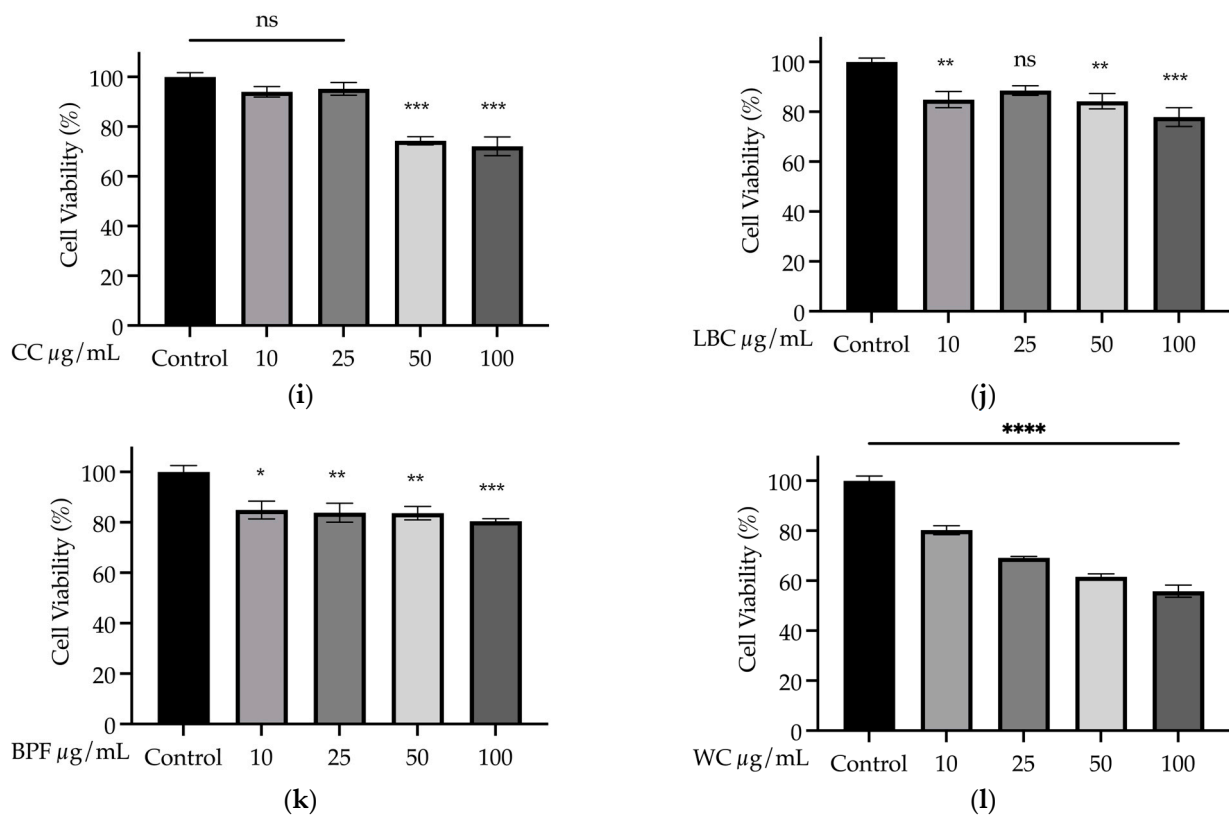 ns
Cell Viability (%)
100
*** ***
80
60
40
20
0
CC µg/mL Control 10 25 50 100
(i)
Cell Viability (%)
100
** ns ** ***
80
60
40
20
0
LBC µg/mL Control 10 25 50 100
(j)
Cell Viability (%)
100
* ** ** ***
80
60
40
20
0
BPF µg/mL Control 10 25 50 100
(k)
****
Cell Viability (%)
100
80
60
40
20
0
WC µg/mL Control 10 25 50 100
(l)